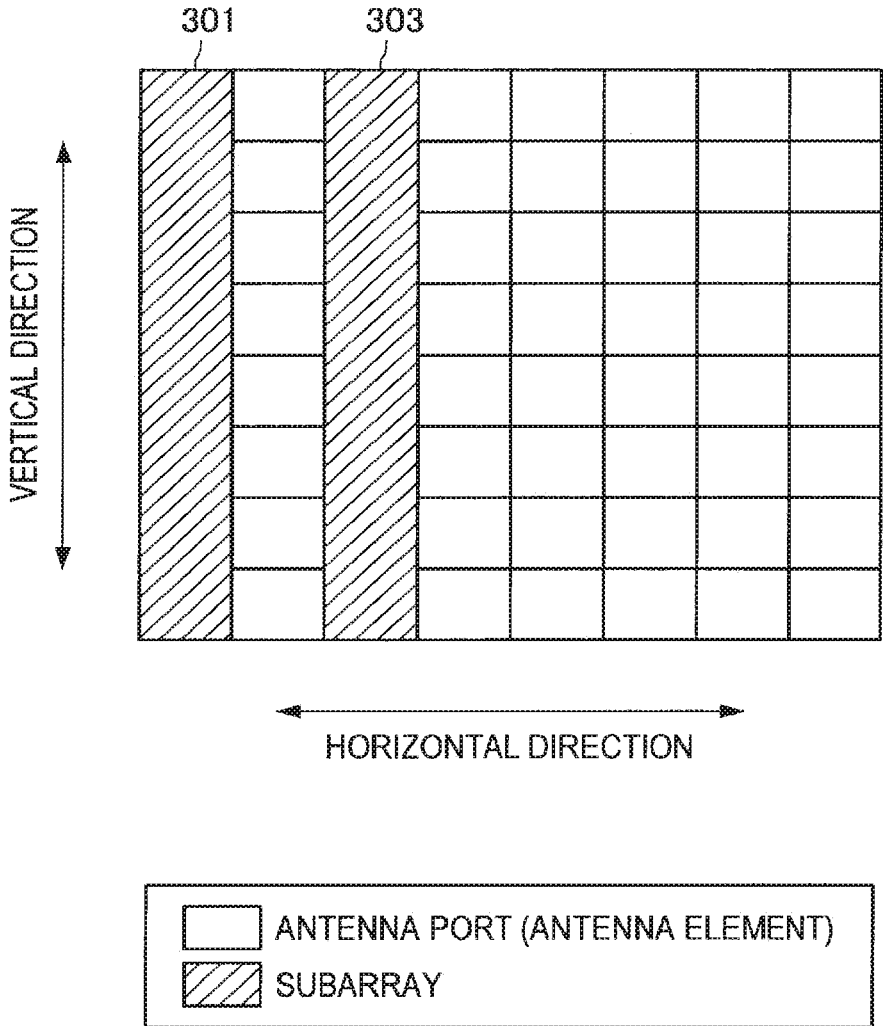 301 303
VERTICAL DIRECTION
HORIZONTAL DIRECTION
ANTENNA PORT (ANTENNA ELEMENT)
SUBARRAY